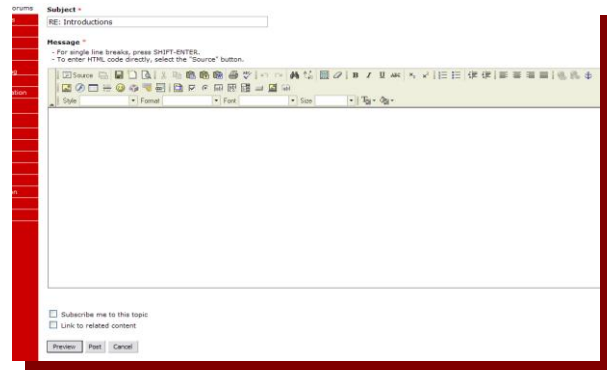 orums
Subject *
RE: Introductions
Message *
- For single line breaks, press SHIFT-ENTER.
- To enter HTML code directly, select the "Source" button.
Source
B I U ABC
Style Format Font Size
ation
Subscribe me to this topic
Link to related content
Preview Post Cancel